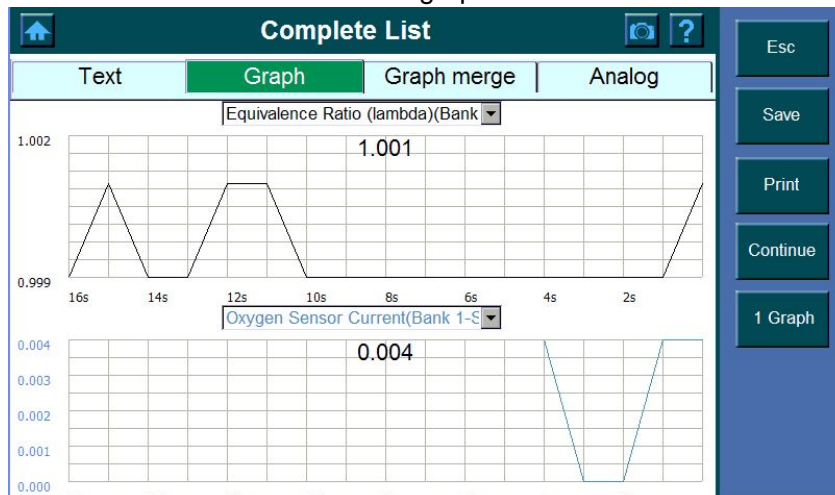 Complete List
?
Esc
Text Graph Graph merge Analog
Save
Equivalence Ratio (lambda)(Bank
1.002
1.001
Print
Continue
0.999
16s 14s 12s 10s 8s 6s 4s 2s
Oxygen Sensor Current(Bank 1-S
1 Graph
0.004
0.004
0.003
0.002
0.001
0.000